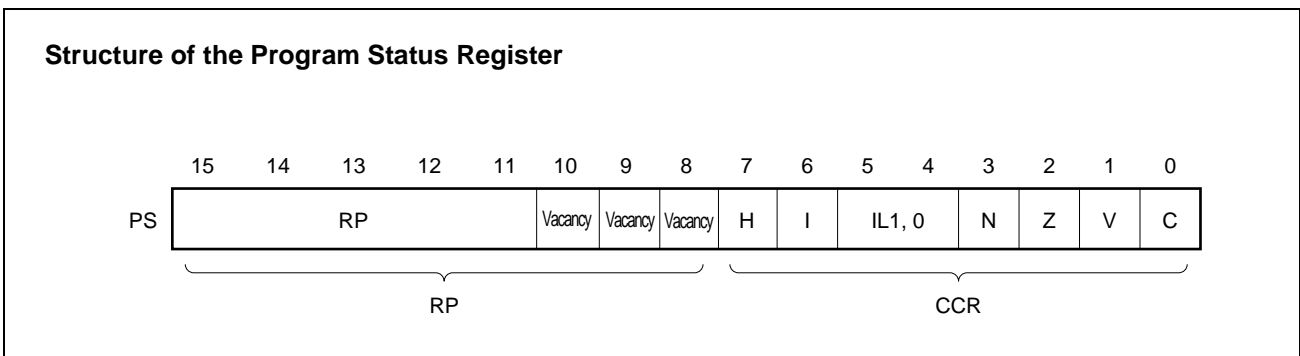 Structure of the Program Status Register
15 14 13 12 11 10 9 8 7 6 5 4 3 2 1 0
PS RP Vacancy Vacancy Vacancy H I IL1, 0 N Z V C
RP CCR